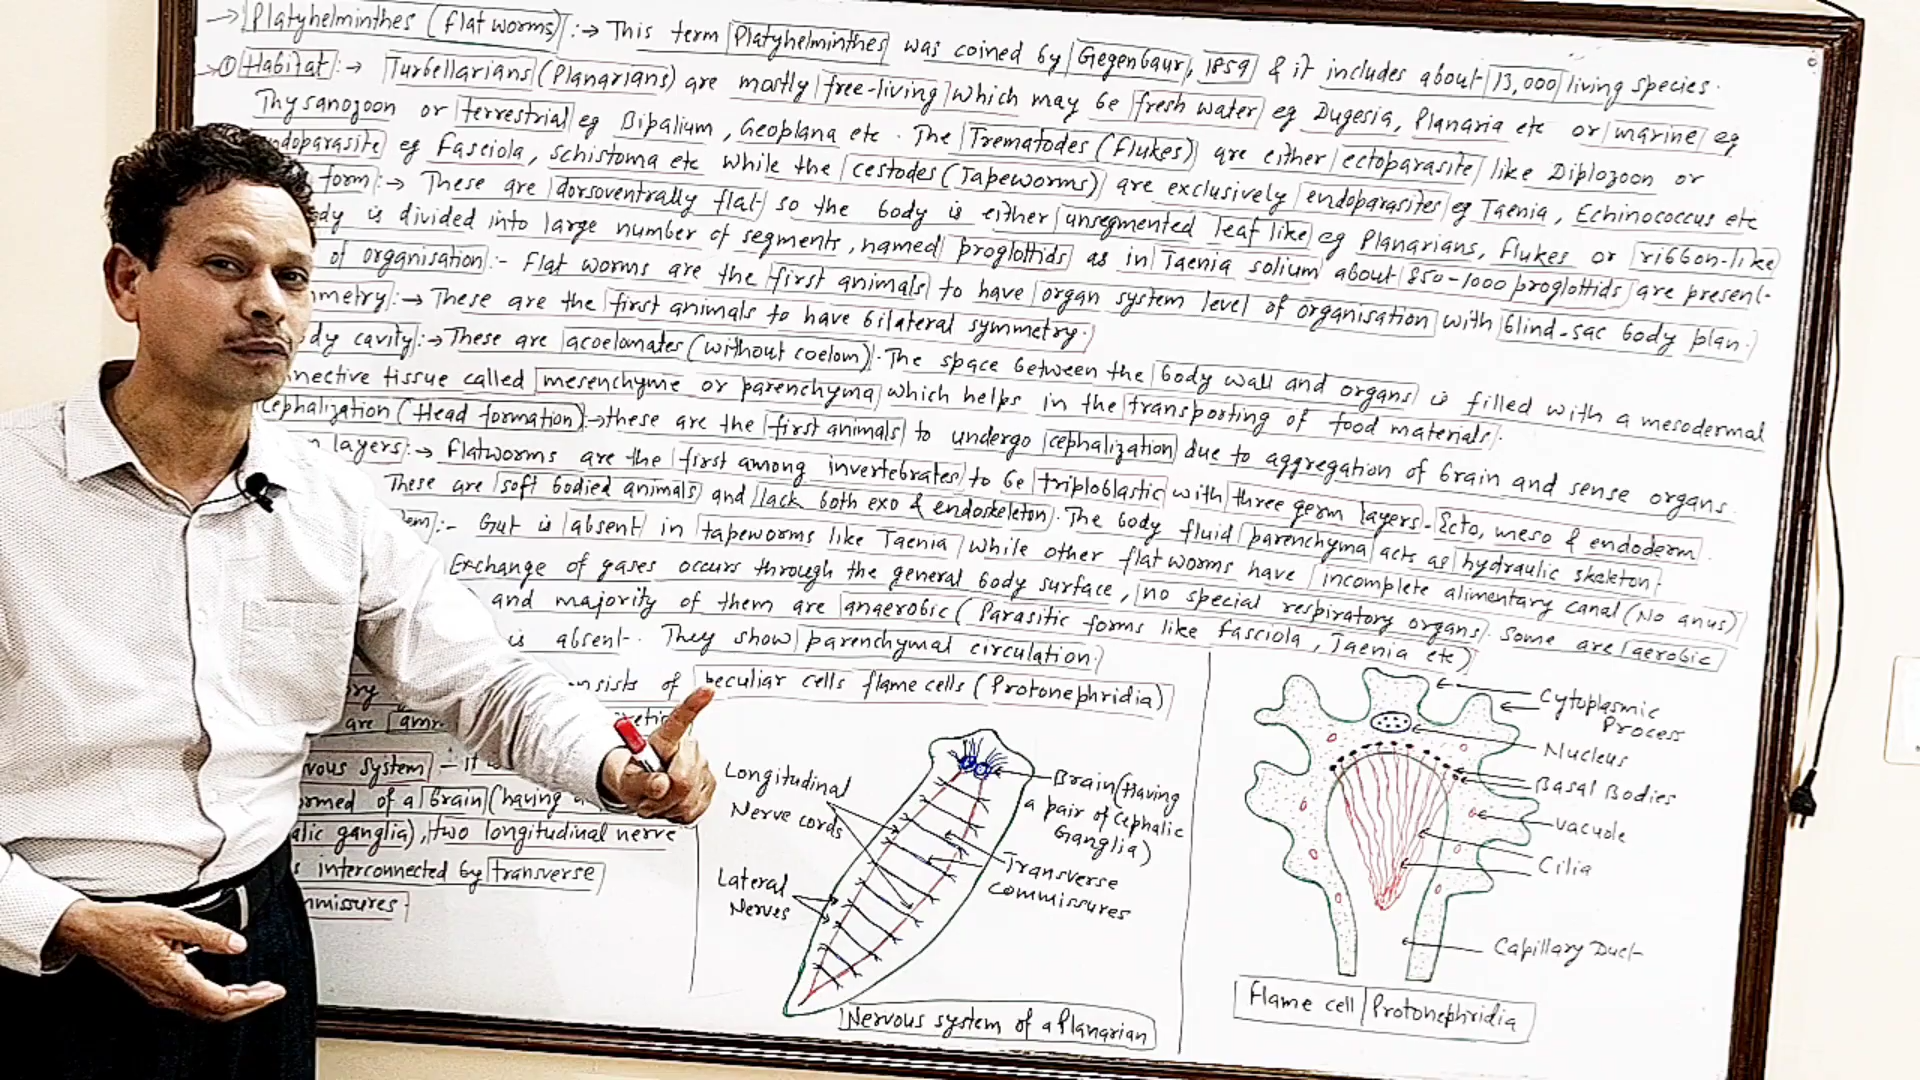 → Platyhelminthes (flat worms) :→ This term Platyhelminthes was coined by Gegenbaur, 1859 & it includes about 13,000 living species.
→ ① Habitat :→ Turbellarians (Planarians) are mostly free-living which may be fresh water eg Dugesia, Planaria etc or marine eg
Thysanozoon or terrestrial eg Bipalium, Geoplana etc. The Trematodes (flukes) are either ectoparasite like Diplozoon or
endoparasite eg Fasciola, Schistoma etc while the cestodes (Tapeworms) are exclusively endoparasites eg Taenia, Echinococcus etc
form :→ These are dorsoventrally flat so the body is either unsegmented leaf like eg Planarians, flukes or ribbon-like
dy is divided into large number of segments, named proglottids as in Taenia solium about 850-1000 proglottids are present.
of organisation :- Flat worms are the first animals to have organ system level of organisation with blind-sac body plan.
mmetry :→ These are the first animals to have bilateral symmetry.
dy cavity :→ These are acoelomates (without coelom). The space between the body wall and organs is filled with a mesodermal
nnective tissue called mesenchyme or parenchyma which helps in the transporting of food materials.
Cephalization (Head formation) :→ these are the first animals to undergo cephalization due to aggregation of brain and sense organs.
layers :→ Flatworms are the first among invertebrates to be triploblastic with three germ layers - Ecto, meso & endoderm.
These are soft bodied animals and lack both exo & endoskeleton. The body fluid parenchyma acts as hydraulic skeleton.
em :- Gut is absent in tapeworms like Taenia while other flat worms have incomplete alimentary canal (No anus)
Exchange of gases occurs through the general body surface, no special respiratory organs. Some are aerobic
and majority of them are anaerobic (Parasitic forms like fasciola, Taenia etc)
is absent. They show parenchymal circulation.
ry nsists of peculiar cells flame cells (Protonephridia)
are
vous system :- it
ormed of a brain (having a
alic ganglia), two longitudinal nerve
s interconnected by transverse
mmissures.
Longitudinal
Nerve cords
Lateral
Nerves
Brain (Having
a pair of Cephalic
Ganglia)
Transverse
Commissures
Nervous system of a Planarian
Cytoplasmic
Process
Nucleus
Basal Bodies
Vacuole
Cilia
Capillary Duct
Flame cell | Protonephridia